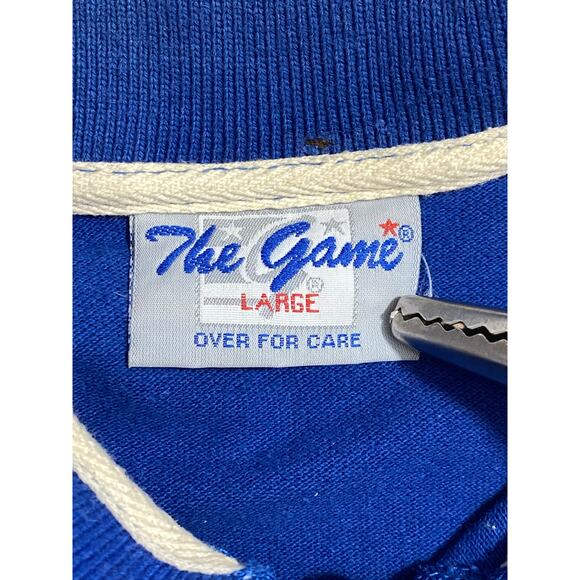 The Game®
®
LARGE
OVER FOR CARE